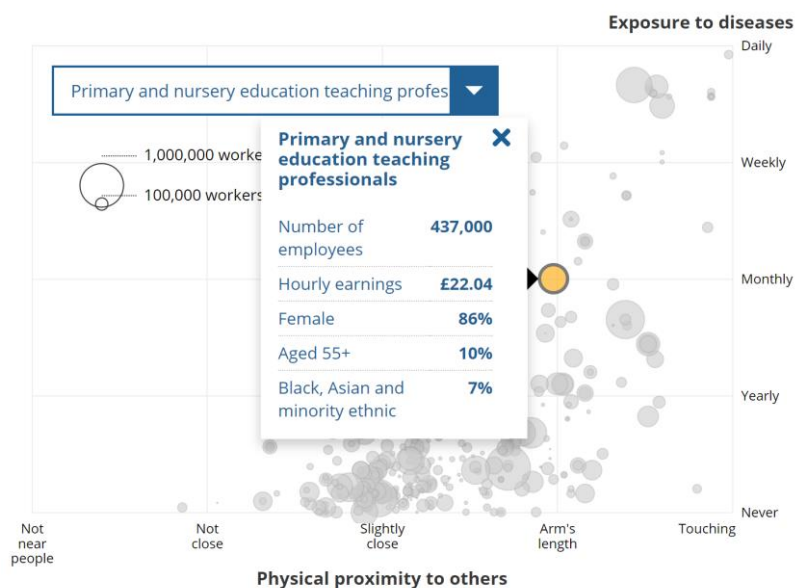 Exposure to diseases
Daily
Primary and nursery education teaching profes
Primary and nursery
education teaching
professionals
1,000,000 worke
100,000 workers
Weekly
Number of
employees
437,000
Hourly earnings £22.04
Monthly
Female 86%
Aged 55+ 10%
Black, Asian and
minority ethnic
7%
Yearly
Never
Not
near
people
Not
close
Slightly
close
Arm's
length
Touching
Physical proximity to others